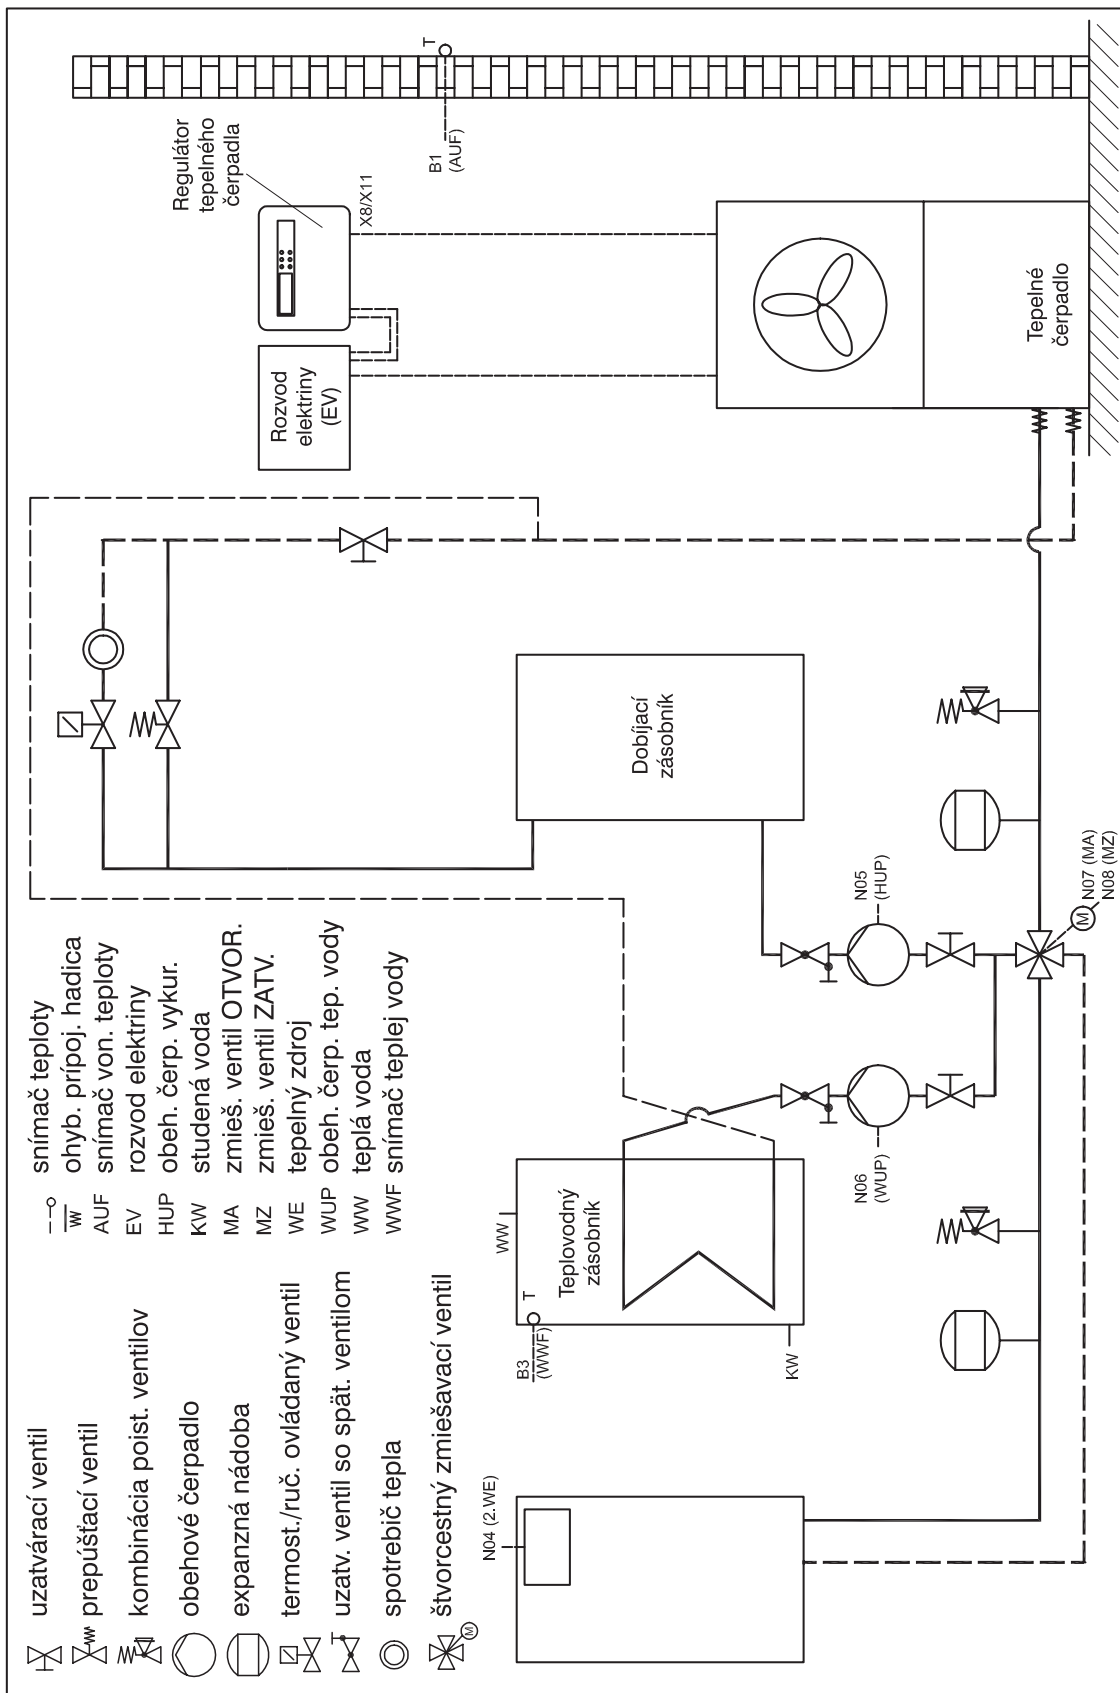 uzatvárací ventil
prepúšťací ventil
kombinácia poist. ventilov
obehové čerpadlo
expanzná nádoba
termost./ruč. ovládaný ventil
uzatv. ventil so spät. ventilom
spotrebič tepla
štvorcestný zmiešavací ventil
M
snímač teploty
ohyb. prípoj. hadica
AUF snímač von. teploty
EV rozvod elektriny
HUP obeh. čerp. vykur.
KW studená voda
MA zmieš. ventil OTVOR.
MZ zmieš. ventil ZATV.
WE tepelný zdroj
WUP obeh. čerp. tep. vody
WW teplá voda
WWF snímač teplej vody
Regulátor
tepelného
čerpadla
X8/X11
Rozvod
elektriny
(EV)
T
B1
(AUF)
Tepelné
čerpadlo
Dobíjací
zásobník
N05
(HUP)
N06
(WUP)
M
N07 (MA)
N08 (MZ)
WW
Teplovodný
zásobník
T
B3
(WWF)
KW
N04 (2.WE)